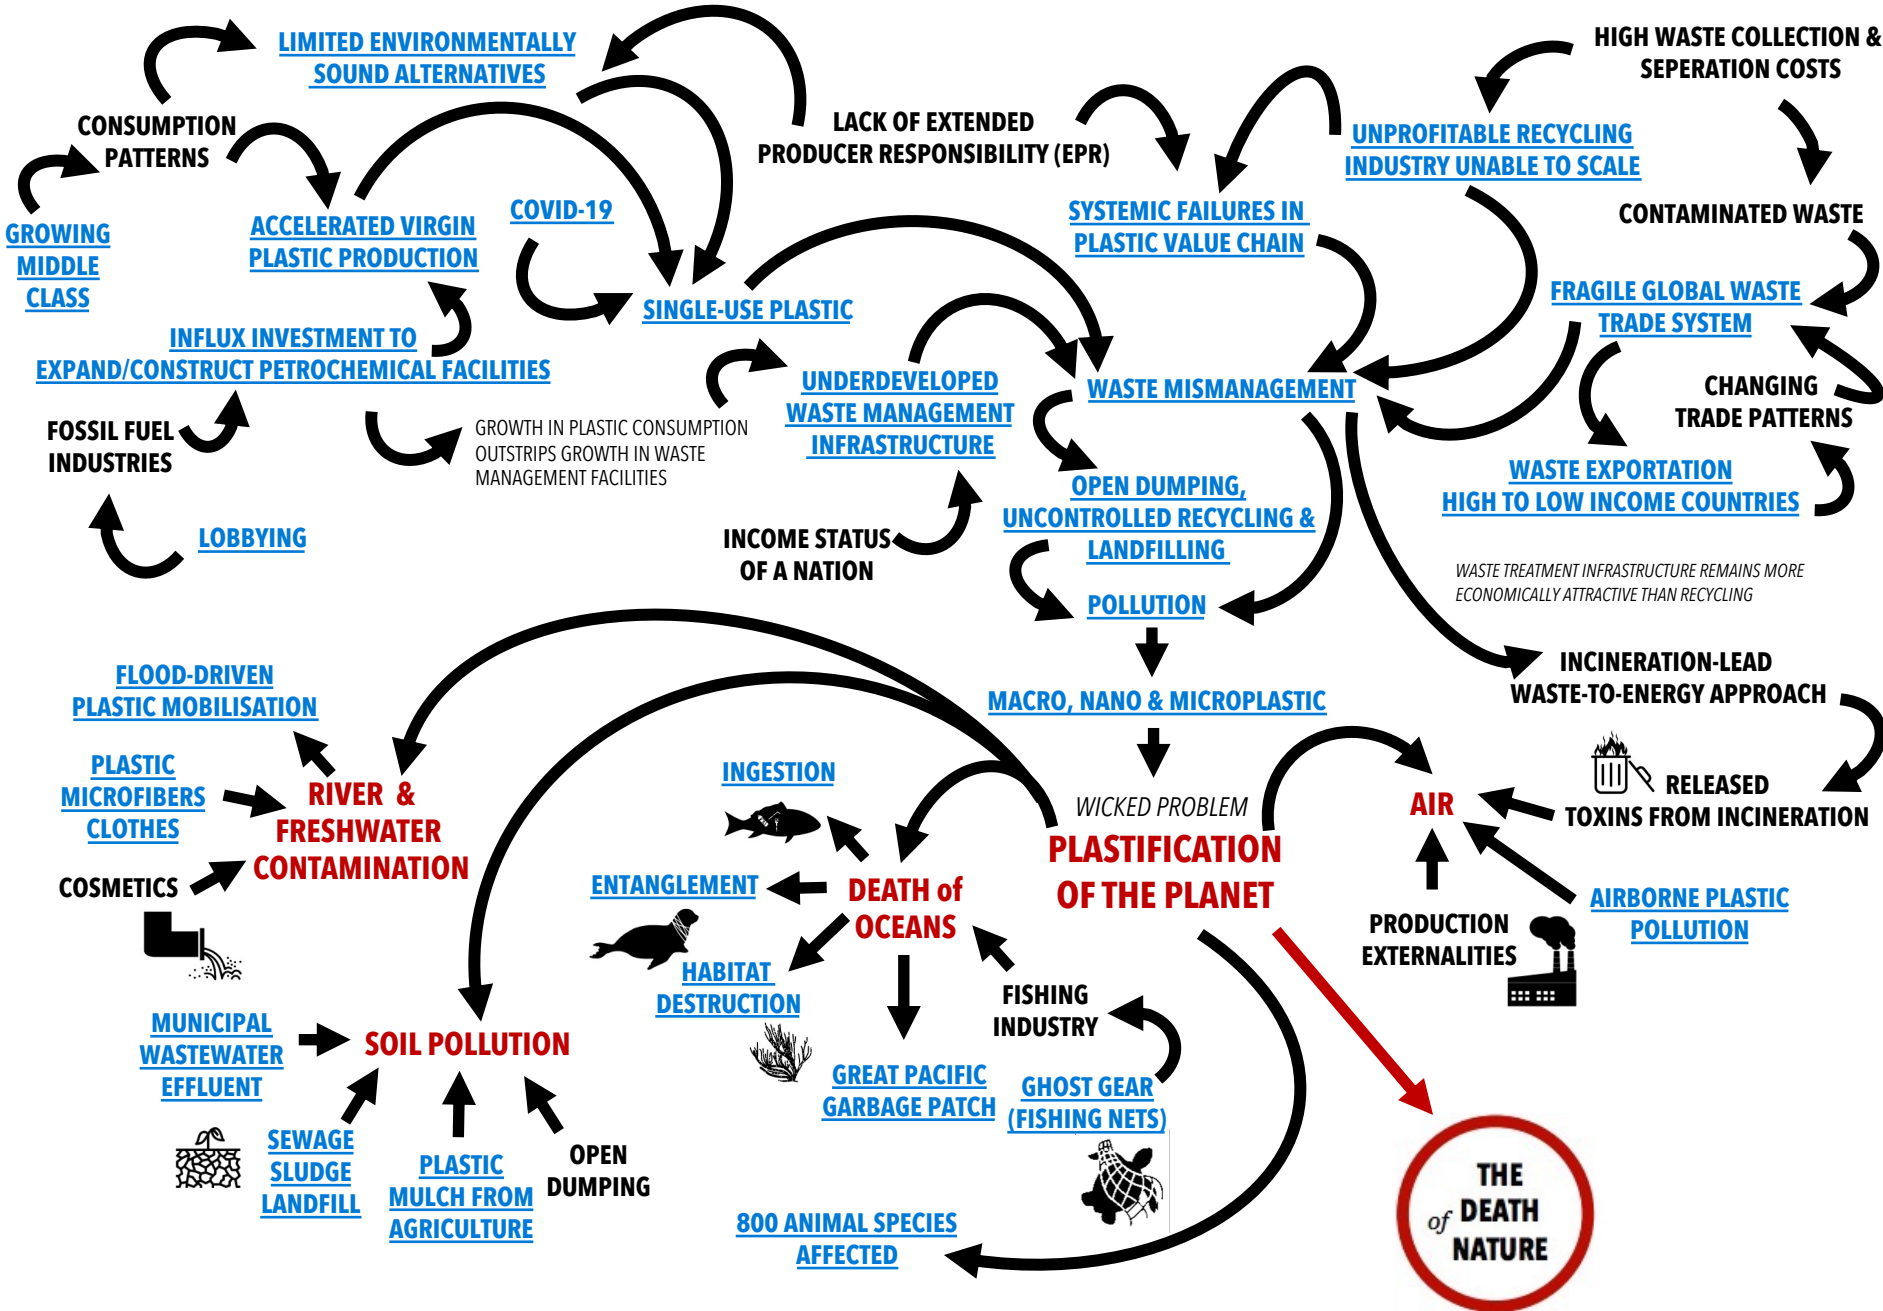 LIMITED ENVIRONMENTALLY
SOUND ALTERNATIVES
HIGH WASTE COLLECTION &
SEPERATION COSTS
CONSUMPTION
PATTERNS
LACK OF EXTENDED
PRODUCER RESPONSIBILITY (EPR)
UNPROFITABLE RECYCLING
INDUSTRY UNABLE TO SCALE
GROWING
MIDDLE
CLASS
ACCELERATED VIRGIN
PLASTIC PRODUCTION
COVID-19
SYSTEMIC FAILURES IN
PLASTIC VALUE CHAIN
CONTAMINATED WASTE
SINGLE-USE PLASTIC
FRAGILE GLOBAL WASTE
TRADE SYSTEM
INFLUX INVESTMENT TO
EXPAND/CONSTRUCT PETROCHEMICAL FACILITIES
UNDERDEVELOPED
WASTE MANAGEMENT
INFRASTRUCTURE
WASTE MISMANAGEMENT
CHANGING
TRADE PATTERNS
FOSSIL FUEL
INDUSTRIES
GROWTH IN PLASTIC CONSUMPTION
OUTSTRIPS GROWTH IN WASTE
MANAGEMENT FACILITIES
WASTE EXPORTATION
HIGH TO LOW INCOME COUNTRIES
OPEN DUMPING,
UNCONTROLLED RECYCLING &
LANDFILLING
LOBBYING
INCOME STATUS
OF A NATION
WASTE TREATMENT INFRASTRUCTURE REMAINS MORE
ECONOMICALLY ATTRACTIVE THAN RECYCLING
POLLUTION
FLOOD-DRIVEN
PLASTIC MOBILISATION
MACRO, NANO & MICROPLASTIC
INCINERATION-LEAD
WASTE-TO-ENERGY APPROACH
PLASTIC
MICROFIBERS
CLOTHES
RIVER &
FRESHWATER
CONTAMINATION
INGESTION
WICKED PROBLEM
PLASTIFICATION
OF THE PLANET
AIR
RELEASED
TOXINS FROM INCINERATION
COSMETICS
ENTANGLEMENT
DEATH of
OCEANS
PRODUCTION
EXTERNALITIES
AIRBORNE PLASTIC
POLLUTION
HABITAT
DESTRUCTION
FISHING
INDUSTRY
MUNICIPAL
WASTEWATER
EFFLUENT
SOIL POLLUTION
GREAT PACIFIC
GARBAGE PATCH
GHOST GEAR
(FISHING NETS)
SEWAGE
SLUDGE
LANDFILL
PLASTIC
MULCH FROM
AGRICULTURE
OPEN
DUMPING
800 ANIMAL SPECIES
AFFECTED
THE
of DEATH
NATURE